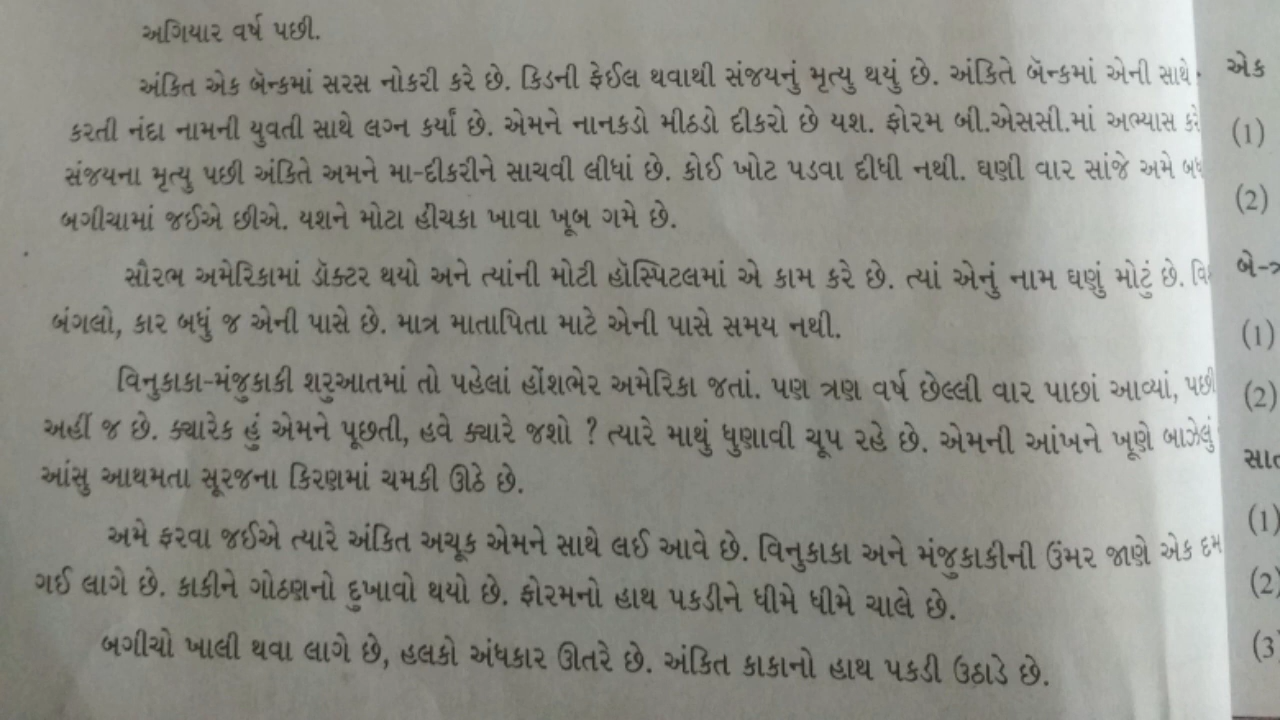 અગિયાર વર્ષ પછી.
અંકિત એક બૅન્કમાં સરસ નોકરી કરે છે. કિડની ફેઈલ થવાથી સંજયનું મૃત્યુ થયું છે. અંકિતે બૅન્કમાં એની સાથે
કરતી નંદા નામની યુવતી સાથે લગ્ન કર્યાં છે. એમને નાનકડો મીઠડો દીકરો છે યશ. ફોરમ બી.એસસી.માં અભ્યાસ કરે
સંજયના મૃત્યુ પછી અંકિતે અમને મા-દીકરીને સાચવી લીધાં છે. કોઈ ખોટ પડવા દીધી નથી. ઘણી વાર સાંજે અમે
બગીચામાં જઈએ છીએ. યશને મોટા હીંચકા ખાવા ખૂબ ગમે છે.
સૌરભ અમેરિકામાં ડૉક્ટર થયો અને ત્યાંની મોટી હૉસ્પિટલમાં એ કામ કરે છે. ત્યાં એનું નામ ઘણું મોટું છે.
બંગલો, કાર બધું જ એની પાસે છે. માત્ર માતાપિતા માટે એની પાસે સમય નથી.
વિનુકાકા-મંજુકાકી શરુઆતમાં તો પહેલાં હોંશભેર અમેરિકા જતાં. પણ ત્રણ વર્ષ છેલ્લી વાર પાછાં આવ્યાં, પછી
અહીં જ છે. ક્યારેક હું એમને પૂછતી, હવે ક્યારે જશો ? ત્યારે માથું ધુણાવી ચૂપ રહે છે. એમની આંખને ખૂણે બાઝેલું
આંસુ આથમતા સૂરજના કિરણમાં ચમકી ઊઠે છે.
અમે ફરવા જઈએ ત્યારે અંકિત અચૂક એમને સાથે લઈ આવે છે. વિનુકાકા અને મંજુકાકીની ઉંમર જાણે એક દમ
ગઈ લાગે છે. કાકીને ગોઠણનો દુખાવો થયો છે. ફોરમનો હાથ પકડીને ધીમે ધીમે ચાલે છે.
બગીચો ખાલી થવા લાગે છે, હલકો અંધકાર ઊતરે છે. અંકિત કાકાનો હાથ પકડી ઉઠાડે છે.
એક
(1)
(2)
(1)
(2)
(1)
(2)
(3)